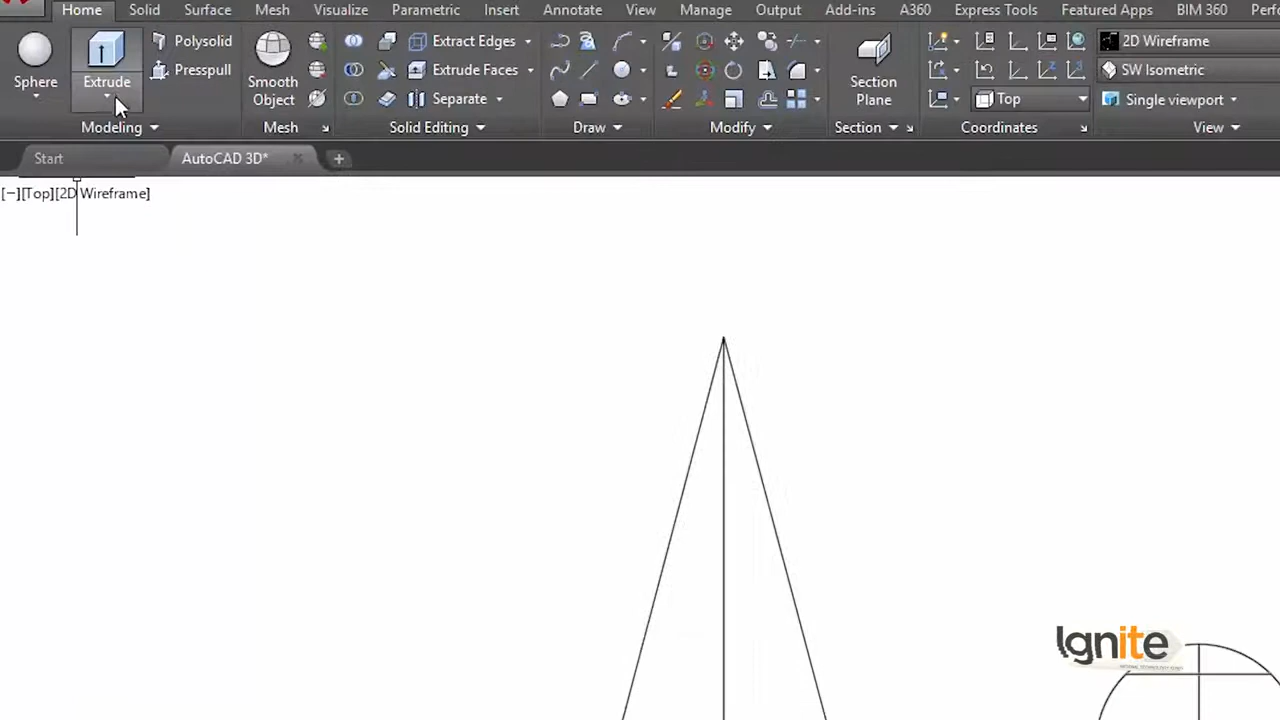 Home Solid Surface Mesh Visualize Parametric Insert Annotate View Manage Output Add-ins A360 Express Tools Featured Apps BIM 360 Perfo
Polysolid Extract Edges 2D Wireframe
Sphere Extrude Presspull Smooth Extrude Faces Section SW Isometric
Object Separate Plane Top Single viewport
Modeling Mesh Solid Editing Draw Modify Section Coordinates View
Start AutoCAD 3D* +
[−][Top][2D Wireframe]
Ignite